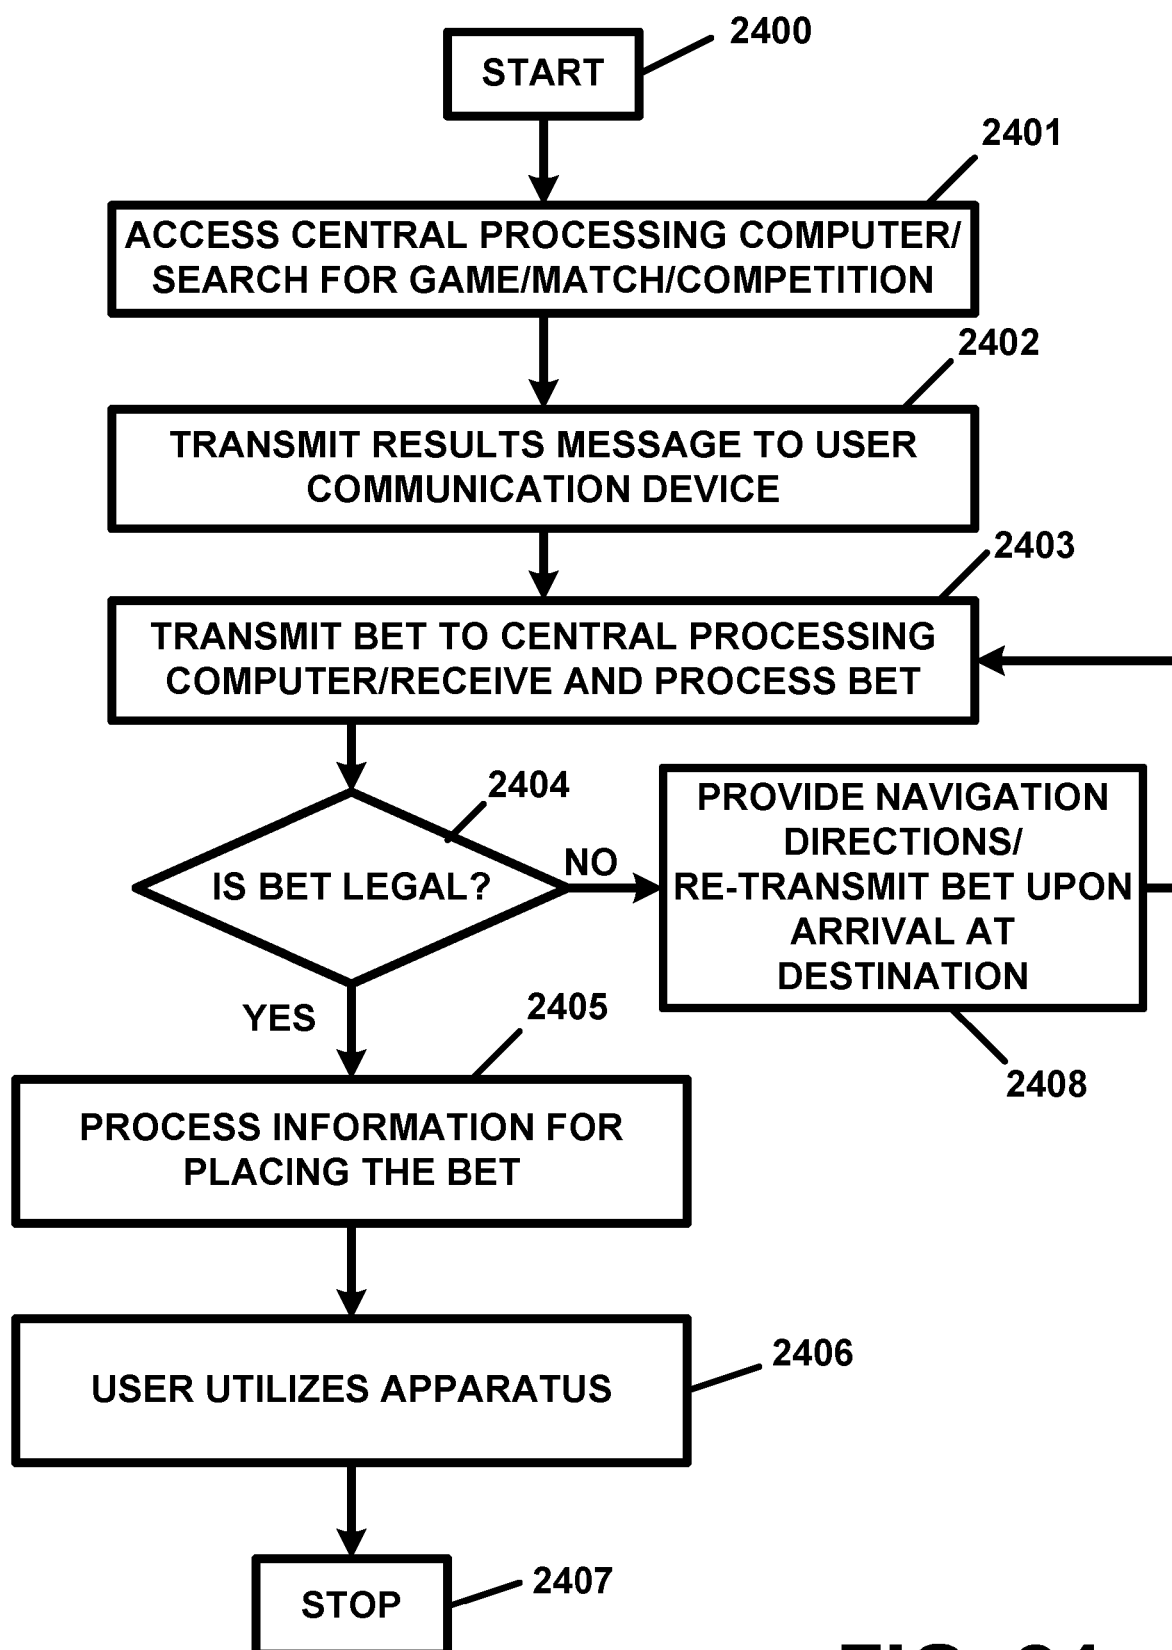 START
2400
2401
ACCESS CENTRAL PROCESSING COMPUTER/
SEARCH FOR GAME/MATCH/COMPETITION
2402
TRANSMIT RESULTS MESSAGE TO USER
COMMUNICATION DEVICE
2403
TRANSMIT BET TO CENTRAL PROCESSING
COMPUTER/RECEIVE AND PROCESS BET
2404
IS BET LEGAL?
NO
PROVIDE NAVIGATION
DIRECTIONS/
RE-TRANSMIT BET UPON
ARRIVAL AT
DESTINATION
2408
YES
2405
PROCESS INFORMATION FOR
PLACING THE BET
2406
USER UTILIZES APPARATUS
2407
STOP